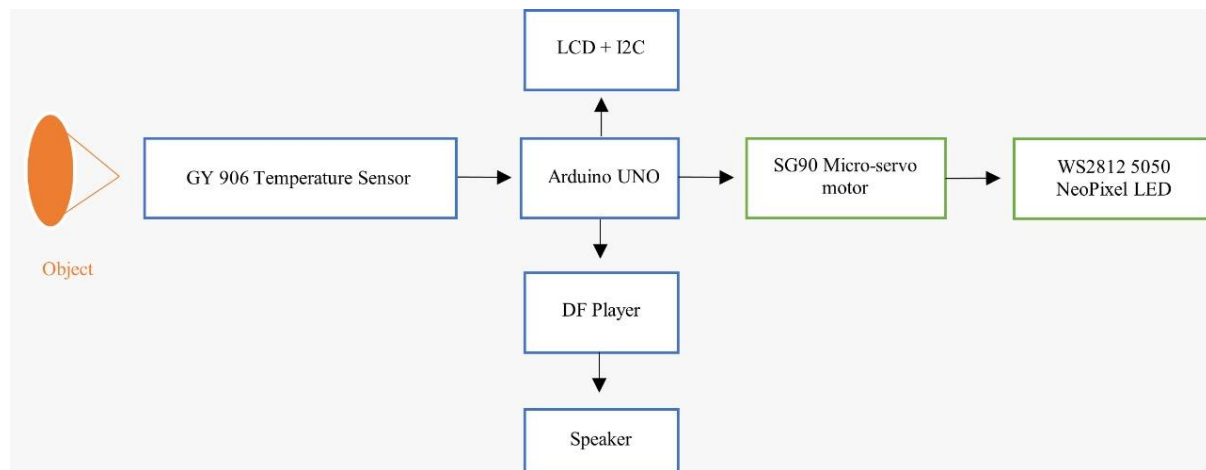 LCD + I2C
GY 906 Temperature Sensor
Arduino UNO
SG90 Micro-servo
motor
WS2812 5050
NeoPixel LED
Object
DF Player
Speaker